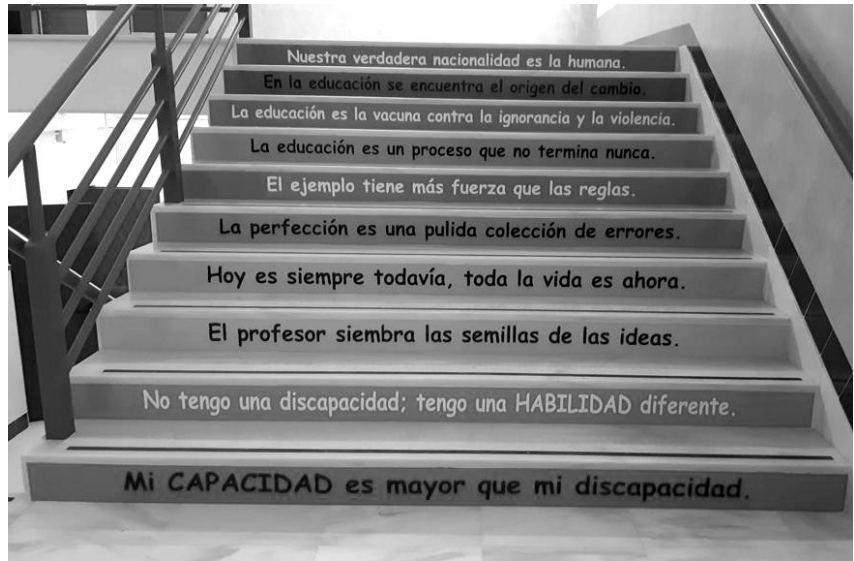 Nuestra verdadera nacionalidad es la humana.
En la educación se encuentra el origen del cambio.
La educación es la vacuna contra la ignorancia y la violencia.
La educación es un proceso que no termina nunca.
El ejemplo tiene más fuerza que las reglas.
La perfección es una pulida colección de errores.
Hoy es siempre todavía, toda la vida es ahora.
El profesor siembra las semillas de las ideas.
No tengo una discapacidad; tengo una HABILIDAD diferente.
Mi CAPACIDAD es mayor que mi discapacidad.